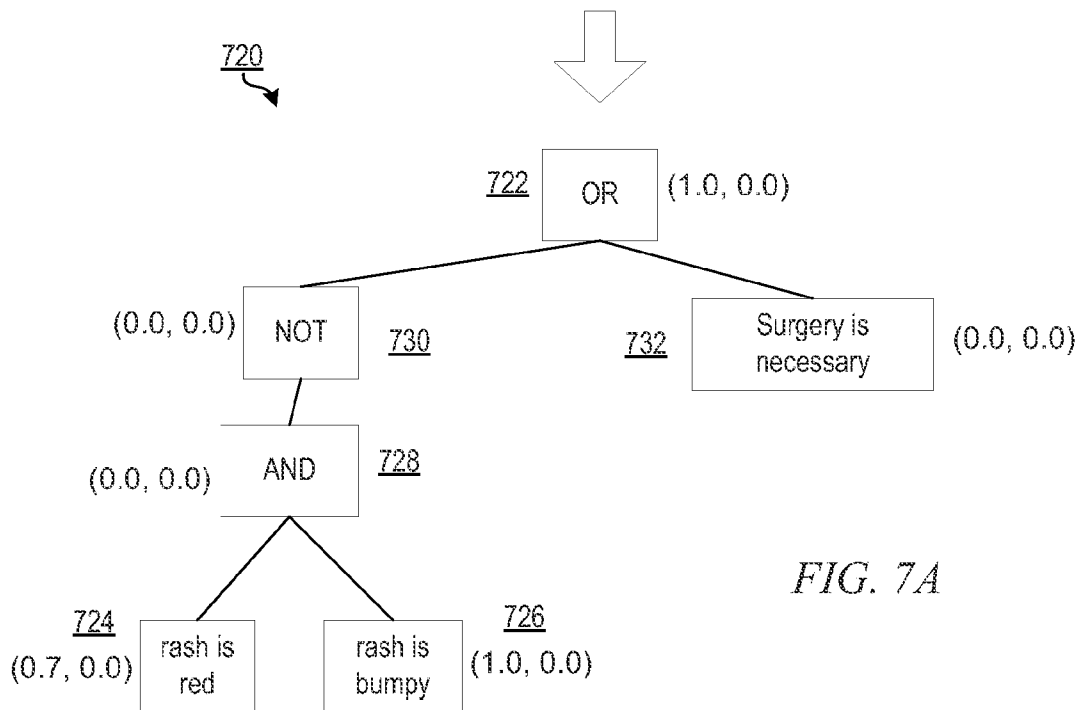 720
722
OR
(1.0, 0.0)
(0.0, 0.0)
NOT
730
732
Surgery is
necessary
(0.0, 0.0)
(0.0, 0.0)
AND
728
FIG. 7A
724
(0.7, 0.0)
rash is
red
rash is
bumpy
726
(1.0, 0.0)